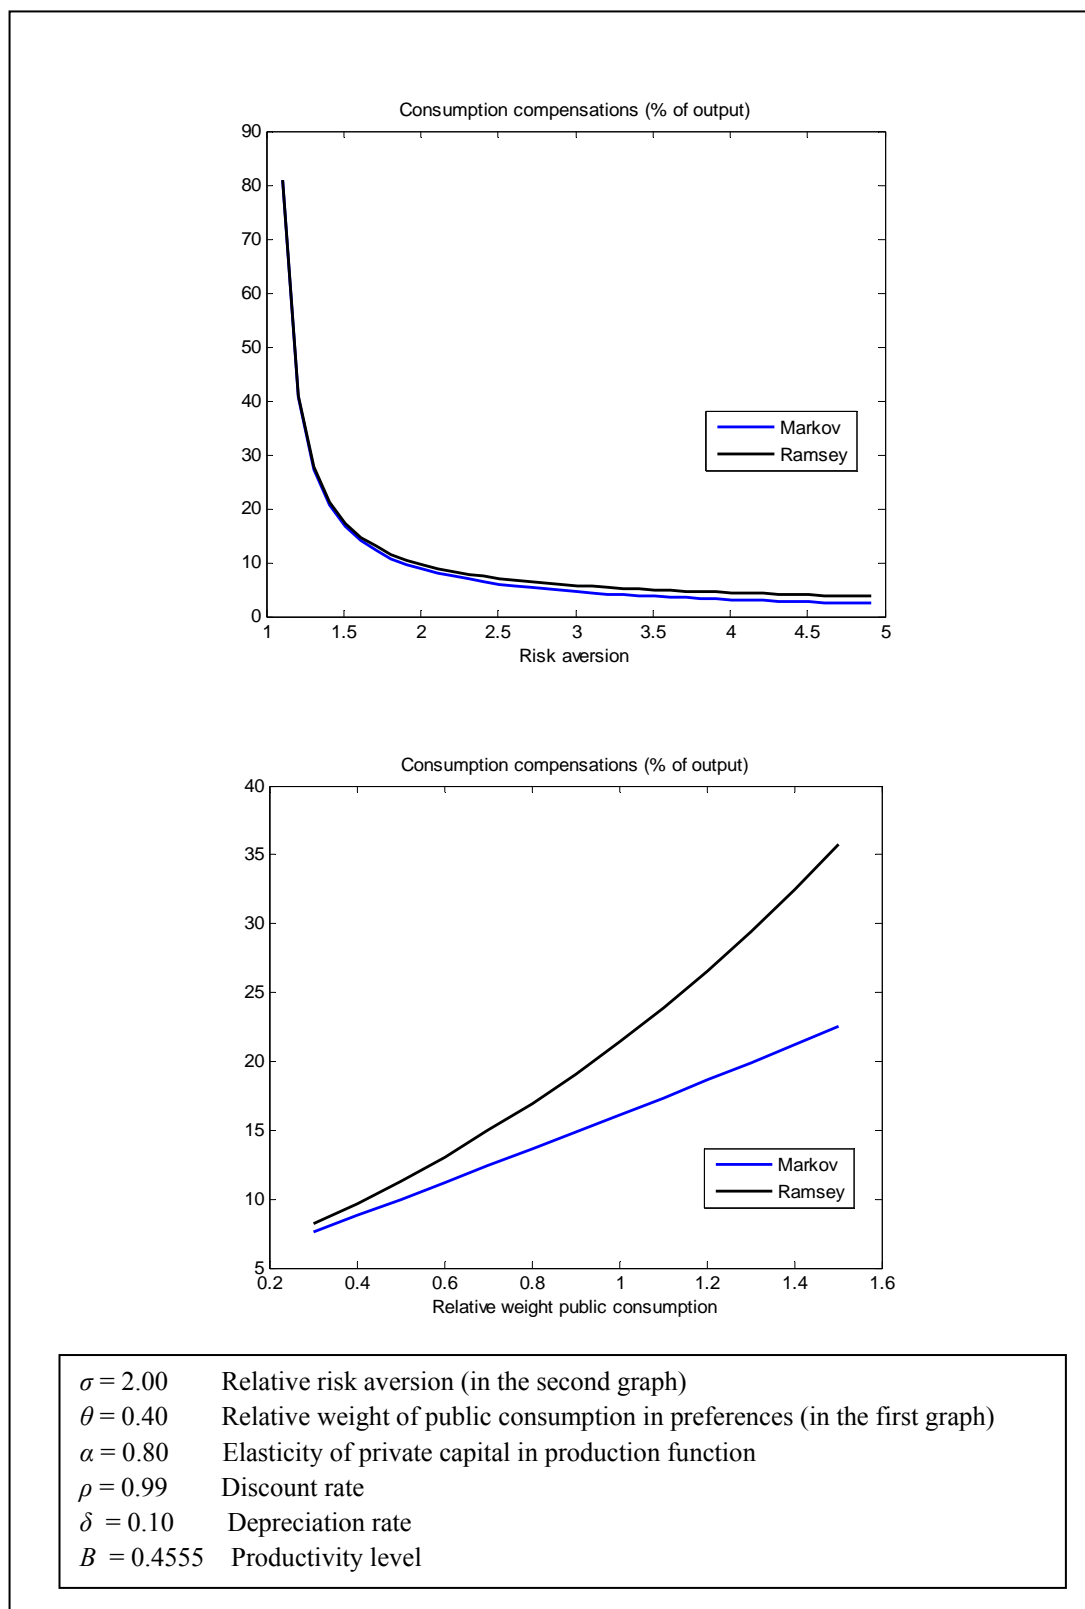 Consumption compensations (% of output)
90
80
70
60
50
40
30
20
10
0
Markov
Ramsey
1 1.5 2 2.5 3 3.5 4 4.5 5
Risk aversion
Consumption compensations (% of output)
40
35
30
25
20
15
10
5
Markov
Ramsey
0.2 0.4 0.6 0.8 1 1.2 1.4 1.6
Relative weight public consumption
σ = 2.00 Relative risk aversion (in the second graph)
θ = 0.40 Relative weight of public consumption in preferences (in the first graph)
α = 0.80 Elasticity of private capital in production function
ρ = 0.99 Discount rate
δ = 0.10 Depreciation rate
B = 0.4555 Productivity level